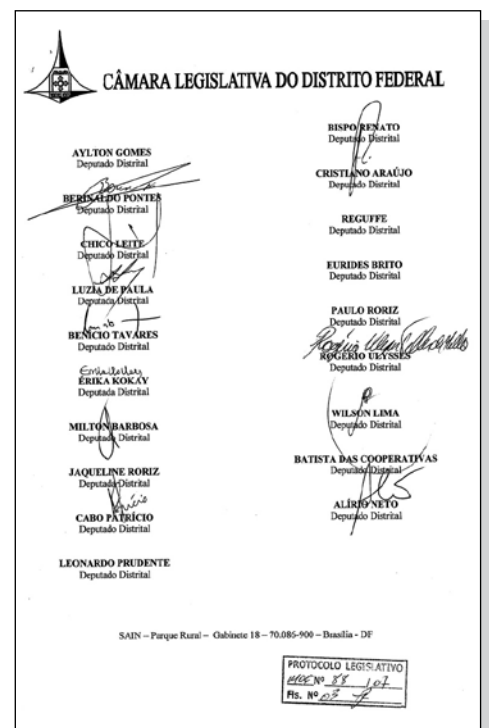 CÂMARA LEGISLATIVA DO DISTRITO FEDERAL
AYLTON GOMES
Deputado Distrital
BERINALDO PONTES
Deputado Distrital
CHICO LEITE
Deputado Distrital
LUZIA DE PAULA
Deputada Distrital
BENÍCIO TAVARES
Deputado Distrital
ÉRIKA KOKAY
Deputada Distrital
MILTON BARBOSA
Deputado Distrital
JAQUELINE RORIZ
Deputada Distrital
CABO PATRÍCIO
Deputado Distrital
LEONARDO PRUDENTE
Deputado Distrital
BISPO RENATO
Deputado Distrital
CRISTIANO ARAÚJO
Deputado Distrital
REGUFFE
Deputado Distrital
EURIDES BRITO
Deputado Distrital
PAULO RORIZ
Deputado Distrital
ROGÉRIO ULYSSES
Deputado Distrital
WILSON LIMA
Deputado Distrital
BATISTA DAS COOPERATIVAS
Deputado Distrital
ALÍRIO NETO
Deputado Distrital
SAIN – Parque Rural – Gabinete 18 – 70.086-900 – Brasília - DF
PROTOCOLO LEGISLATIVO
Nº 88 / 07
Fls. Nº